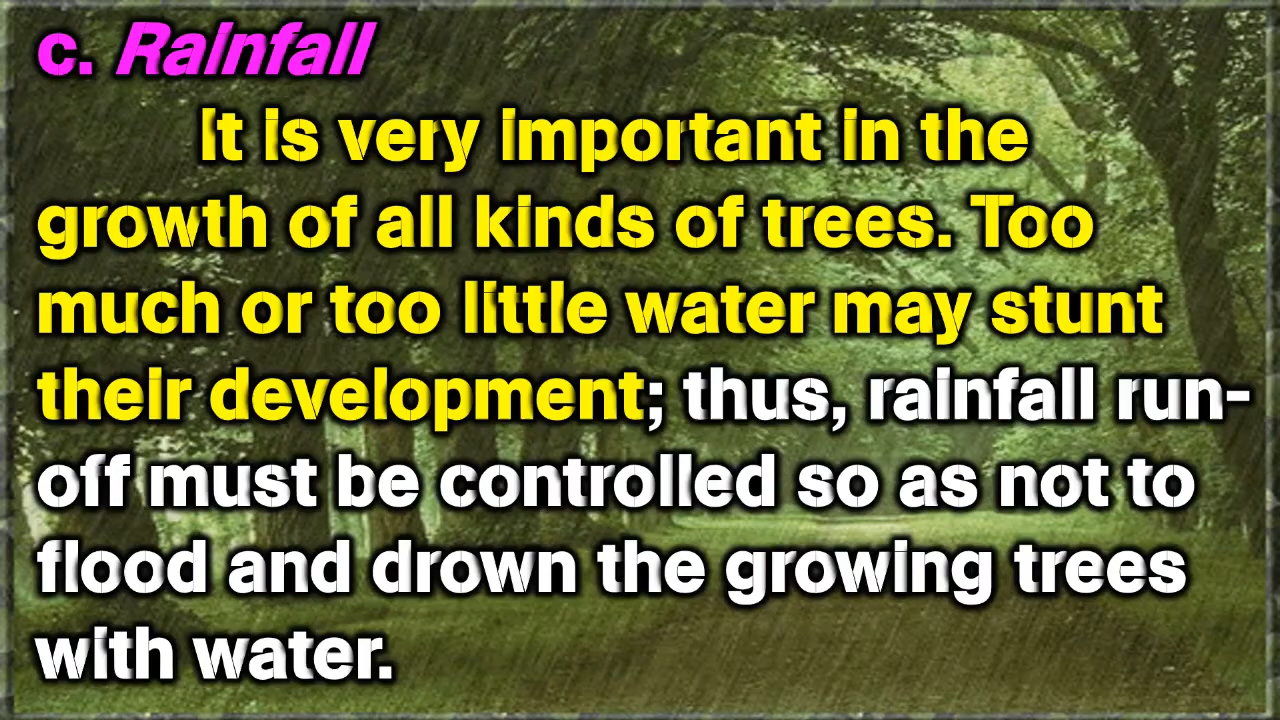 c. Rainfall
It is very important in the
growth of all kinds of trees. Too
much or too little water may stunt
their development; thus, rainfall run-
off must be controlled so as not to
flood and drown the growing trees
with water.